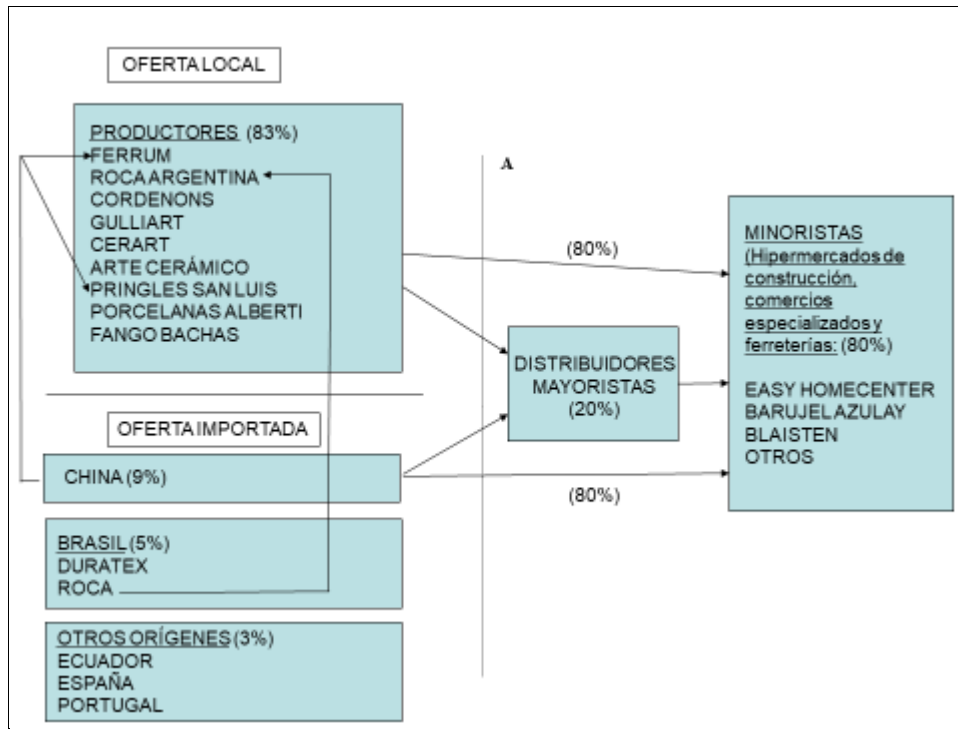 OFERTA LOCAL
PRODUCTORES (83%)
FERRUM
ROCA ARGENTINA
CORDENONS
GULLIART
CERART
ARTE CERÁMICO
PRINGLES SAN LUIS
PORCELANAS ALBERTI
FANGO BACHAS
OFERTA IMPORTADA
CHINA (9%)
BRASIL (5%)
DURATEX
ROCA
OTROS ORÍGENES (3%)
ECUADOR
ESPAÑA
PORTUGAL
A
(80%)
DISTRIBUIDORES
MAYORISTAS
(20%)
(80%)
MINORISTAS
(Hipermercados de
construcción,
comercios
especializados y
ferreterías: (80%)
EASY HOMECENTER
BARUJEL AZULAY
BLAISTEN
OTROS